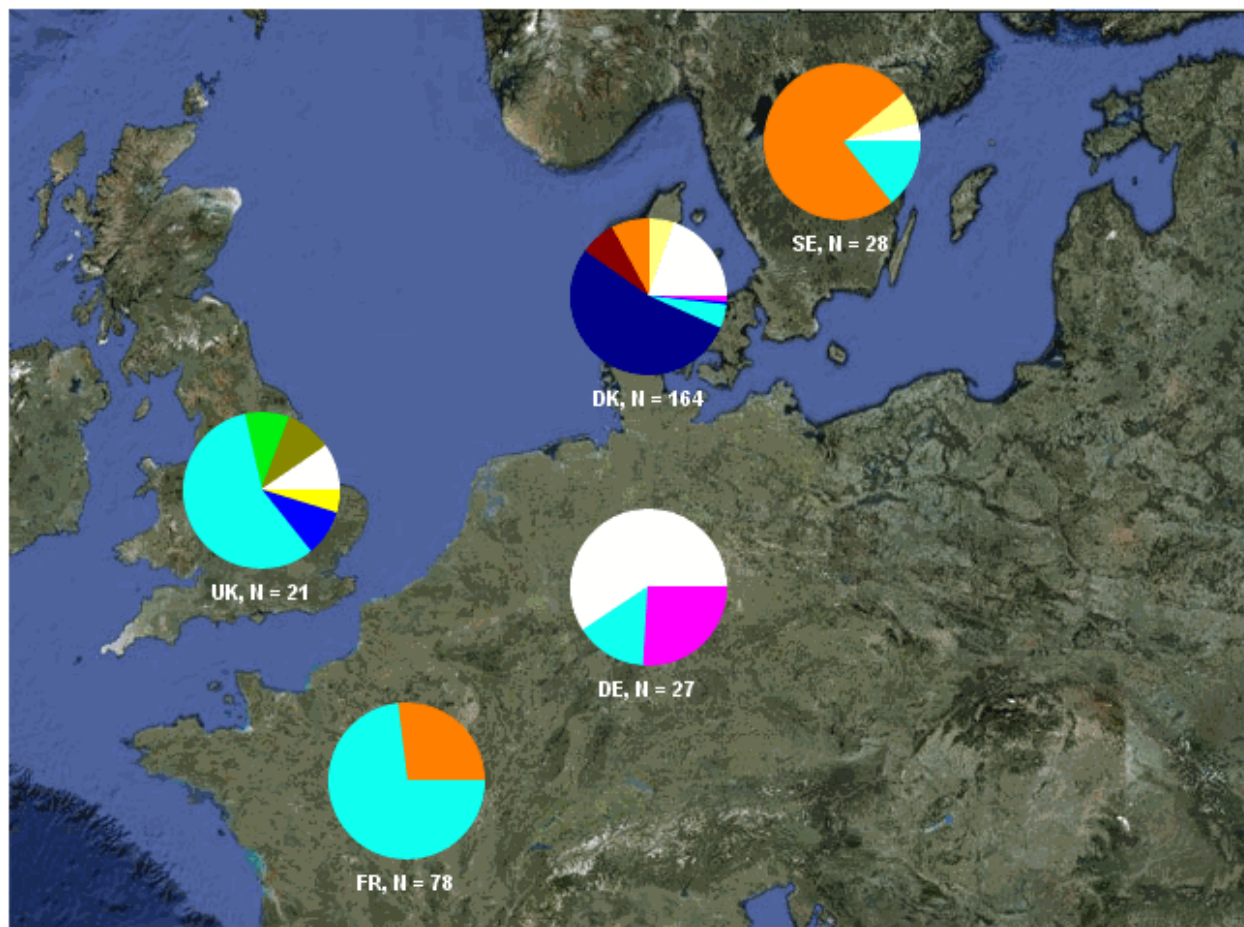 SE, N = 28
DK, N = 164
UK, N = 21
DE, N = 27
FR, N = 78